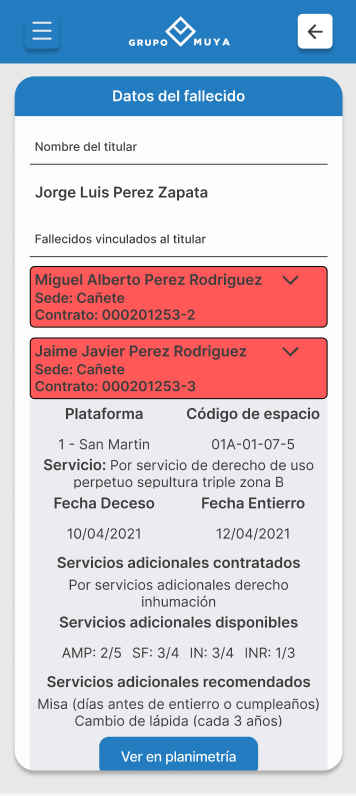 GRUPO MUYA
Datos del fallecido
Nombre del titular
Jorge Luis Perez Zapata
Fallecidos vinculados al titular
Miguel Alberto Perez Rodriguez
Sede: Cañete
Contrato: 000201253-2
Jaime Javier Perez Rodriguez
Sede: Cañete
Contrato: 000201253-3
Plataforma Código de espacio
1 - San Martin 01A-01-07-5
Servicio: Por servicio de derecho de uso
perpetuo sepultura triple zona B
Fecha Deceso Fecha Entierro
10/04/2021 12/04/2021
Servicios adicionales contratados
Por servicios adicionales derecho
inhumación
Servicios adicionales disponibles
AMP: 2/5 SF: 3/4 IN: 3/4 INR: 1/3
Servicios adicionales recomendados
Misa (días antes de entierro o cumpleaños)
Cambio de lápida (cada 3 años)
Ver en planimetría